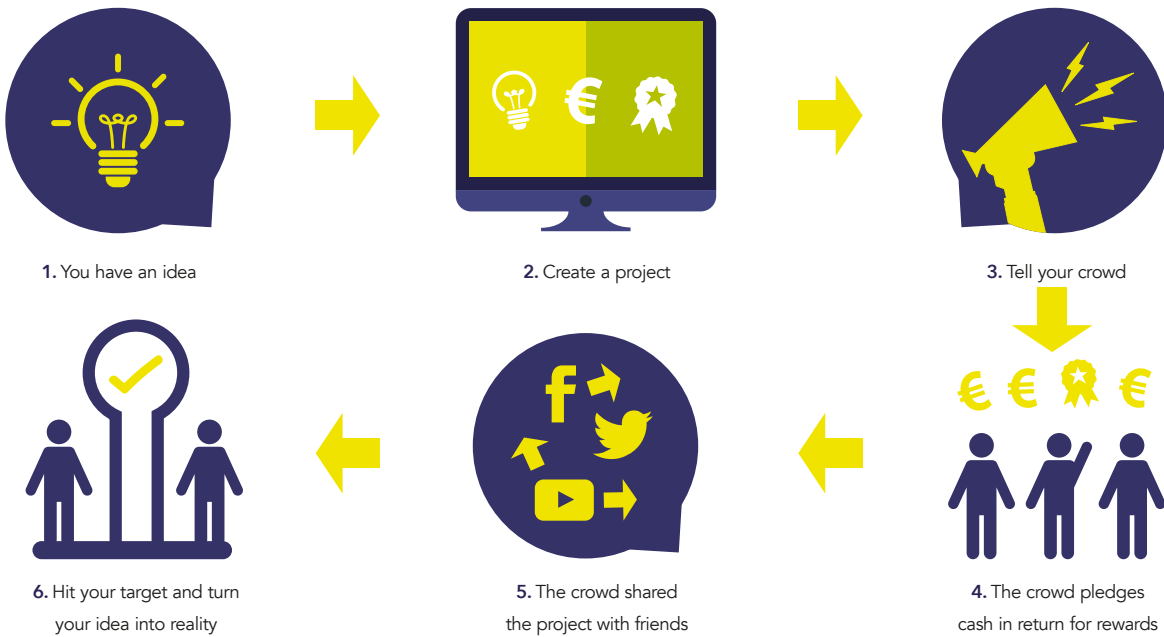 1. You have an idea
2. Create a project
3. Tell your crowd
4. The crowd pledges
cash in return for rewards
5. The crowd shared
the project with friends
6. Hit your target and turn
your idea into reality